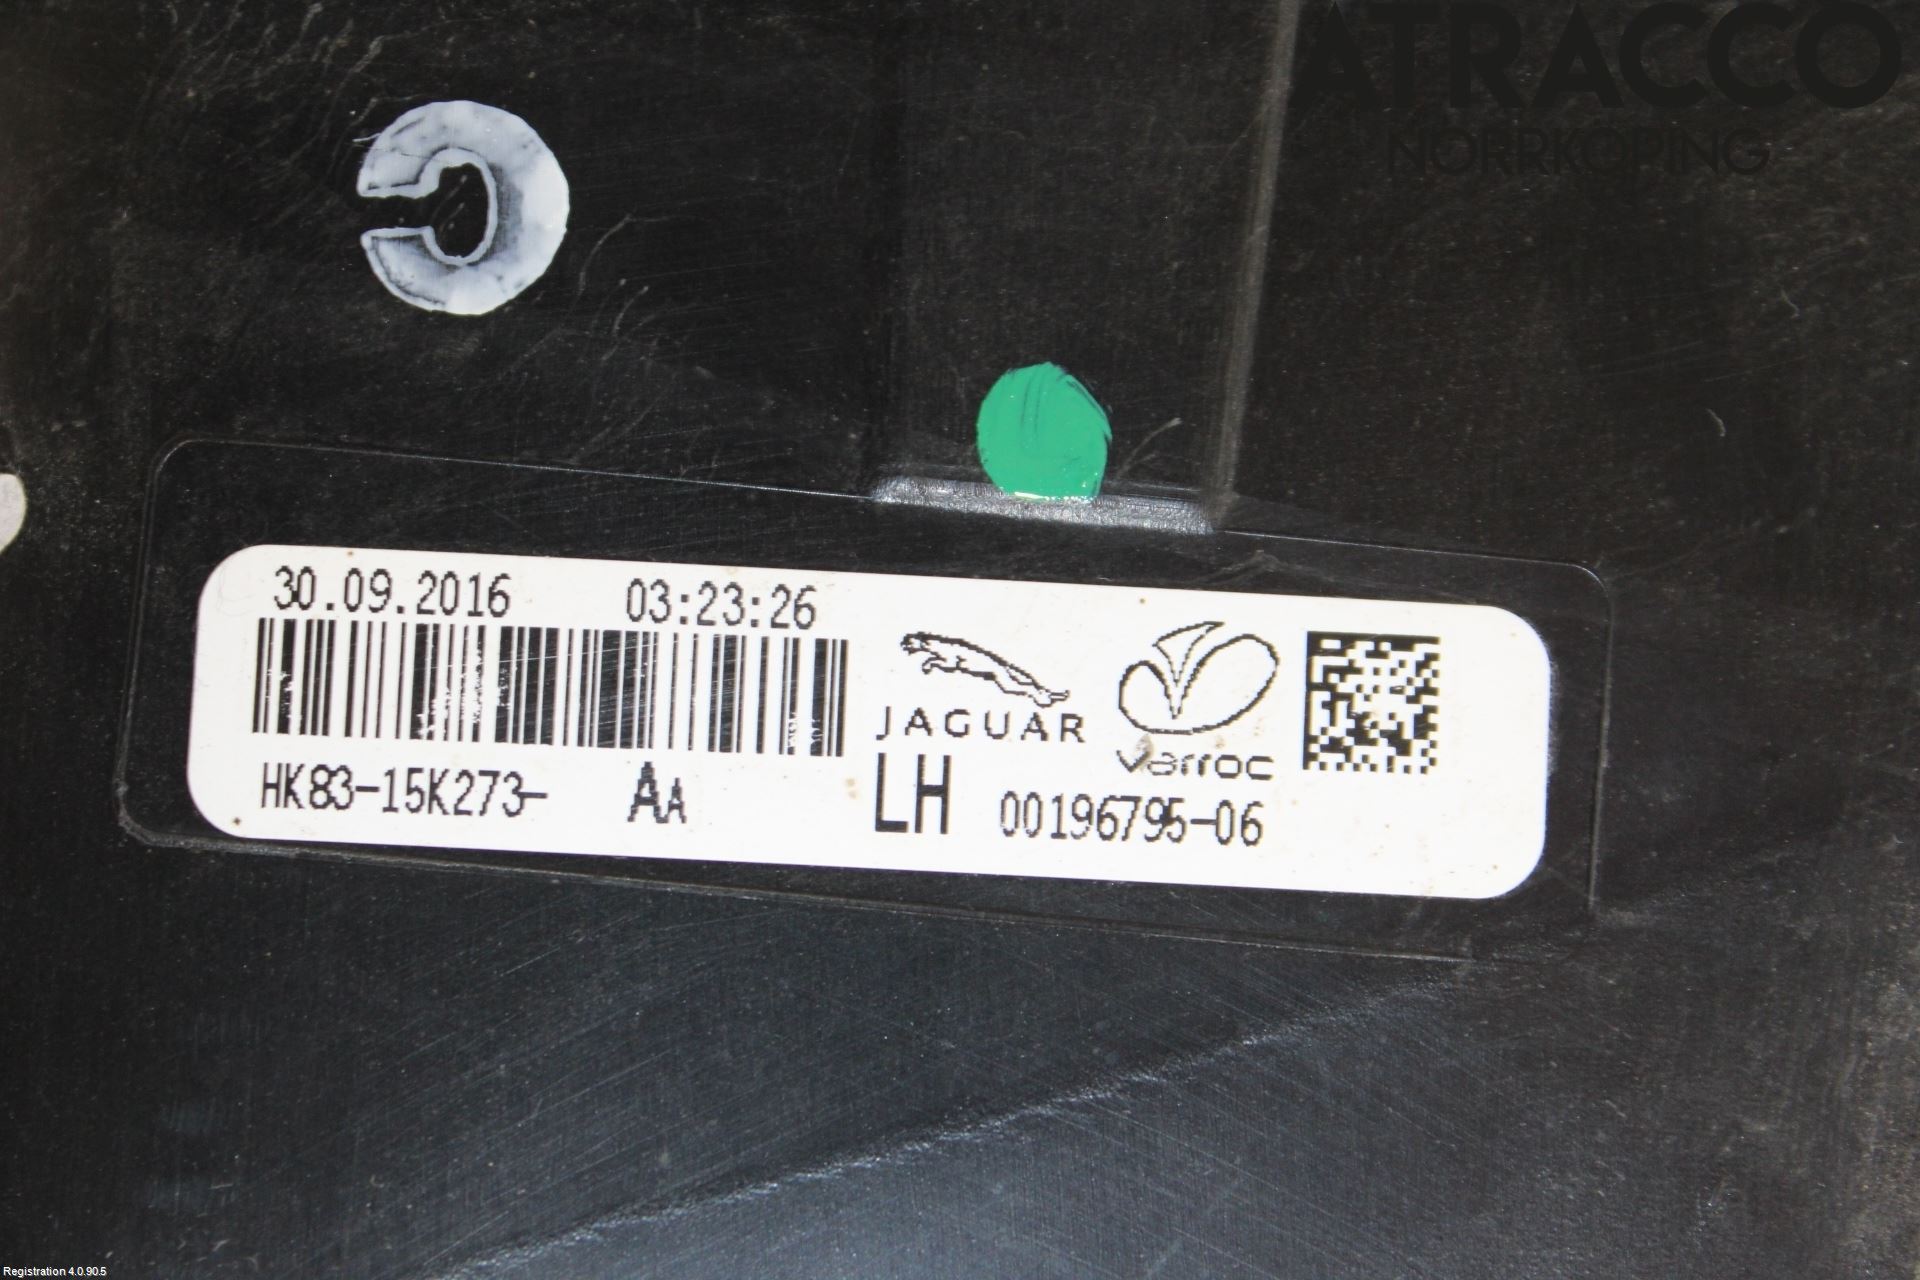 ATRACCO
NORRKÖPING
C
30.09.2016 03:23:26
JAGUAR
varroc
HK83-15K273- AA
LH 00196795-06
Registration 4.0.90.5